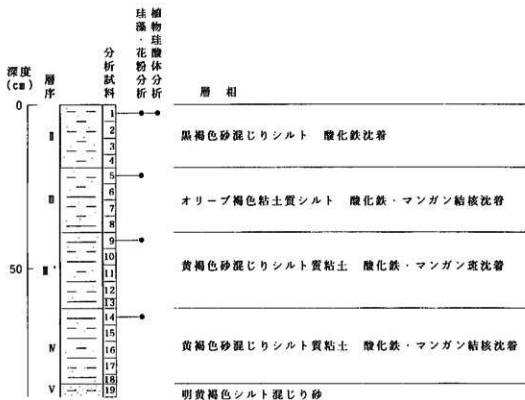 植物珪酸体分析
珪藻・花粉分析
分析試料
層序
深度
(cm)
層 相
0
50
Ⅱ
Ⅲ
Ⅲ'
Ⅳ
Ⅴ
1
2
3
4
5
6
7
8
9
10
11
12
13
14
15
16
17
18
19
黒褐色砂混じりシルト 酸化鉄沈着
オリーブ褐色粘土質シルト 酸化鉄・マンガン結核沈着
黄褐色砂混じりシルト質粘土 酸化鉄・マンガン斑沈着
黄褐色砂混じりシルト質粘土 酸化鉄・マンガン結核沈着
明黄褐色シルト混じり砂